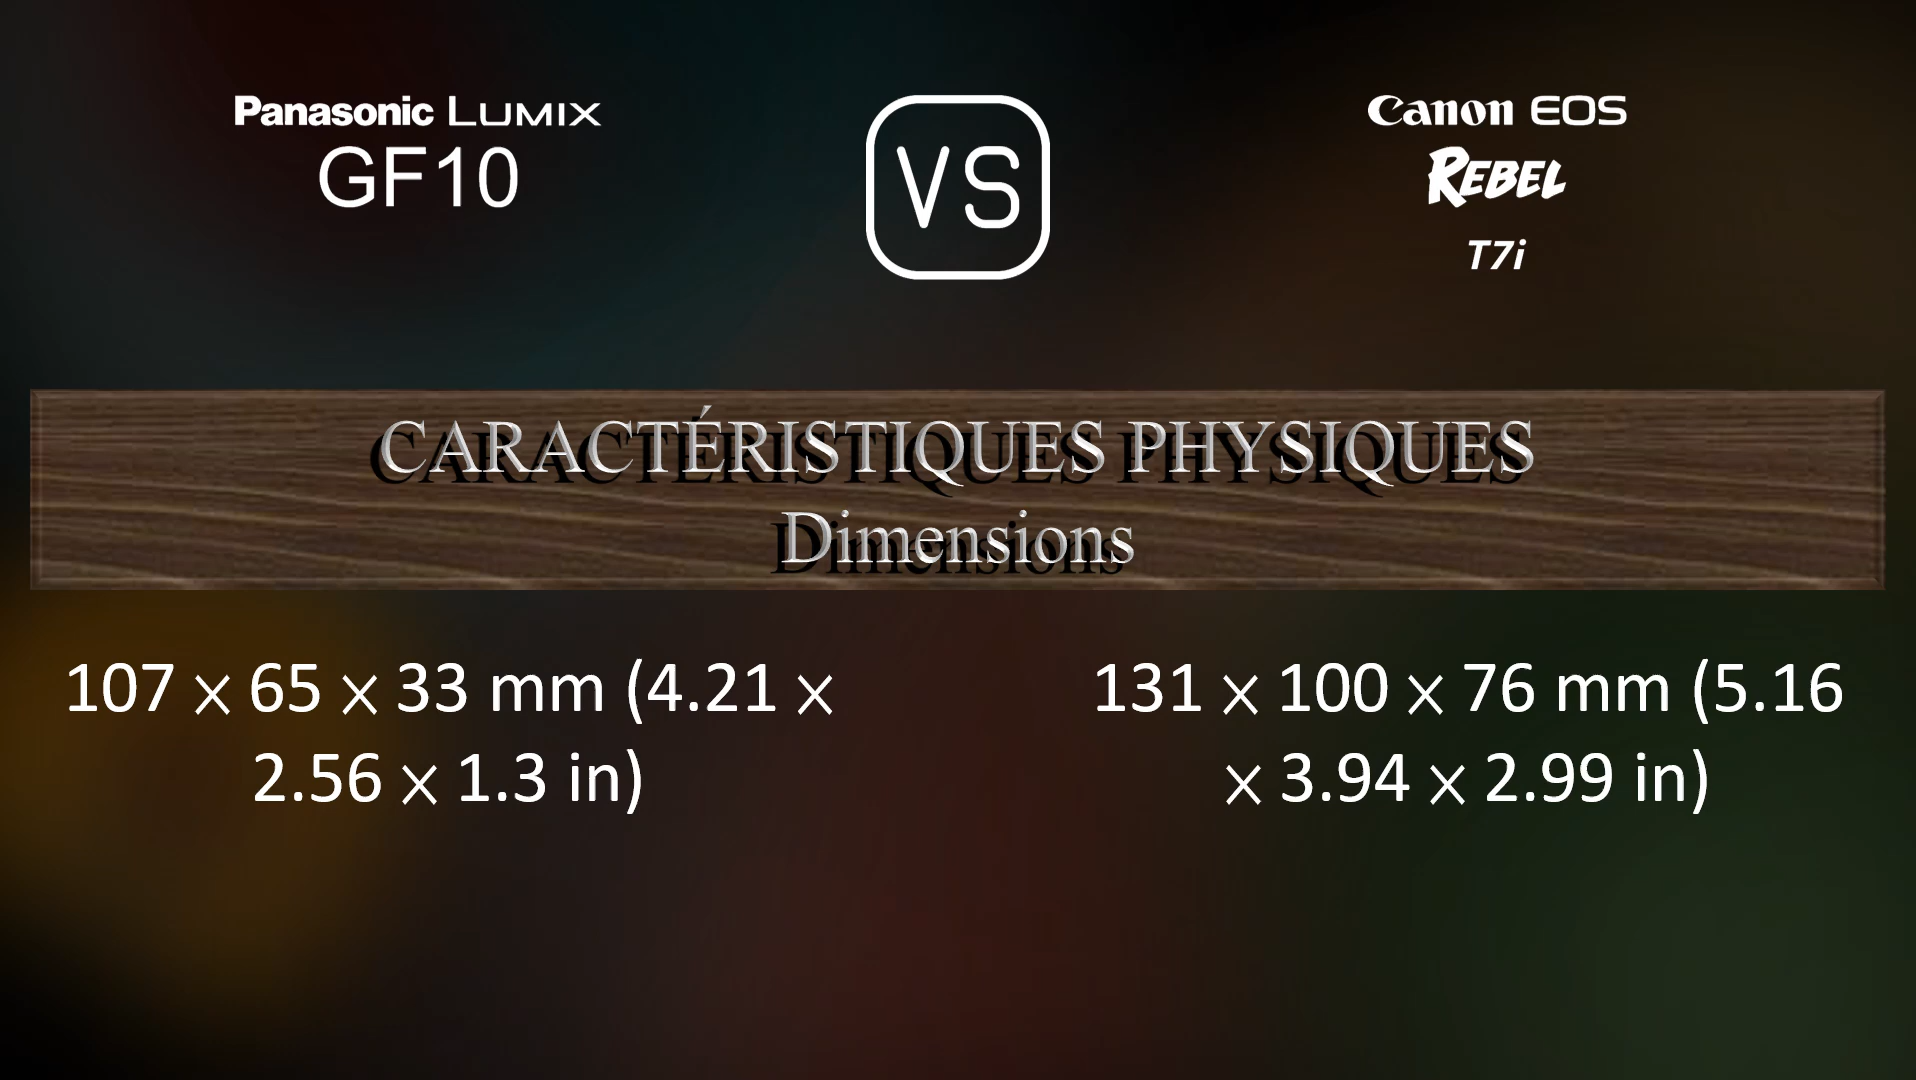 Panasonic LUMIX
GF10
VS
Canon EOS
REBEL
T7i
CARACTÉRISTIQUES PHYSIQUES
Dimensions
107 x 65 x 33 mm (4.21 x
2.56 x 1.3 in)
131 x 100 x 76 mm (5.16
x 3.94 x 2.99 in)